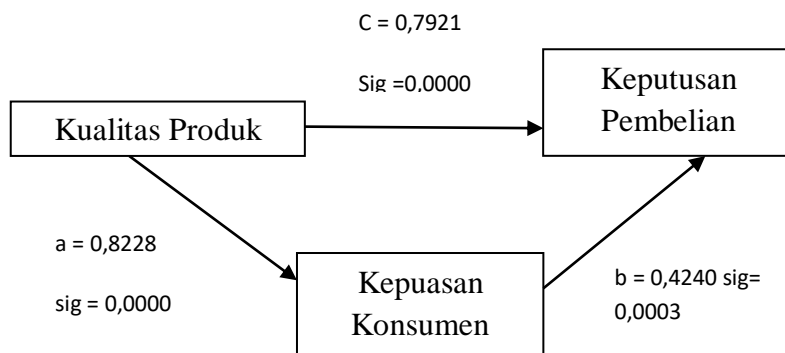 C = 0,7921
Sig =0,0000
Keputusan
Pembelian
Kualitas Produk
a = 0,8228
sig = 0,0000
Kepuasan
Konsumen
b = 0,4240 sig=
0,0003